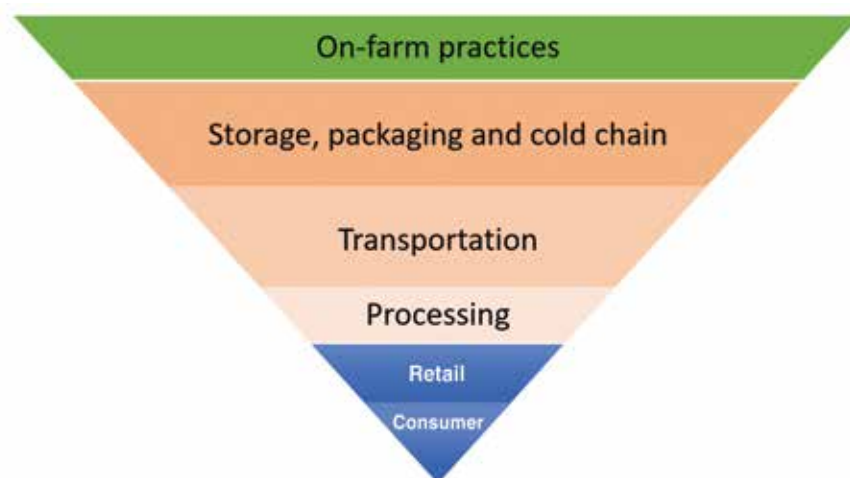 On-farm practices
Storage, packaging and cold chain
Transportation
Processing
Retail
Consumer